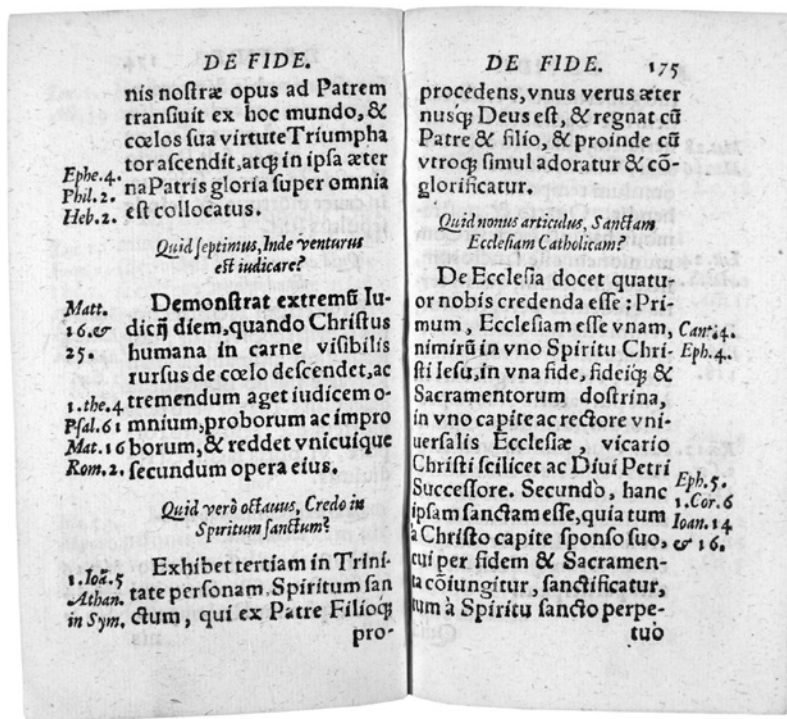 DE FIDE.
nis noſtræ opus ad Patrem
tranſiuit ex hoc mundo, &
cœlos ſua virtute Triumpha
Ephe.4. tor aſcendit, atq; in ipſa æter
Phil.2. na Patris gloria ſuper omnia
Heb.2. eſt collocatus.
Quid ſeptimus, Inde venturus
eſt iudicare?
Matt. Demonſtrat extremũ Iu-
16.& dicĳ diem, quando Chriſtus
25. humana in carne viſibilis
rurſus de cœlo deſcendet, ac
1.the.4 tremendum aget iudicem o-
Pſal.61 mnium, proborum ac impro
Mat.16 borum, & reddet vnicuique
Rom.2. ſecundum opera eius.
Quid verò octauus, Credo in
Spiritum ſanctum?
Exhibet tertiam in Trini-
1.Ioã.5 tate perſonam, Spiritum ſan
Athan. ctum, qui ex Patre Filioq;
in Sym.
pro-
DE FIDE. 175
procedens, vnus verus æter
nusq; Deus eſt, & regnat cũ
Patre & filio, & proinde cũ
vtroq; ſimul adoratur & cõ-
glorificatur.
Quid nonus articulus, Sanctam
Eccleſiam Catholicam?
De Eccleſia docet quatu-
or nobis credenda eſſe: Pri-
mum, Eccleſiam eſſe vnam, Cant.4.
nimirũ in vno Spiritu Chri- Eph.4.
ſti Ieſu, in vna fide, fideiq; &
Sacramentorum doſtrina,
in vno capite ac rectore vni-
uerſalis Eccleſiæ, vicario
Chriſti ſcilicet ac Diui Petri
Succeſſore. Secundò, hanc Eph.5.
ipſam ſanctam eſſe, quia tum 1.Cor.6
à Chriſto capite ſponſo ſuo, Ioan.14
cui per fidem & Sacramen- & 16.
ta cõiungitur, ſanctificatur,
tum à Spiritu ſancto perpe-
tuò